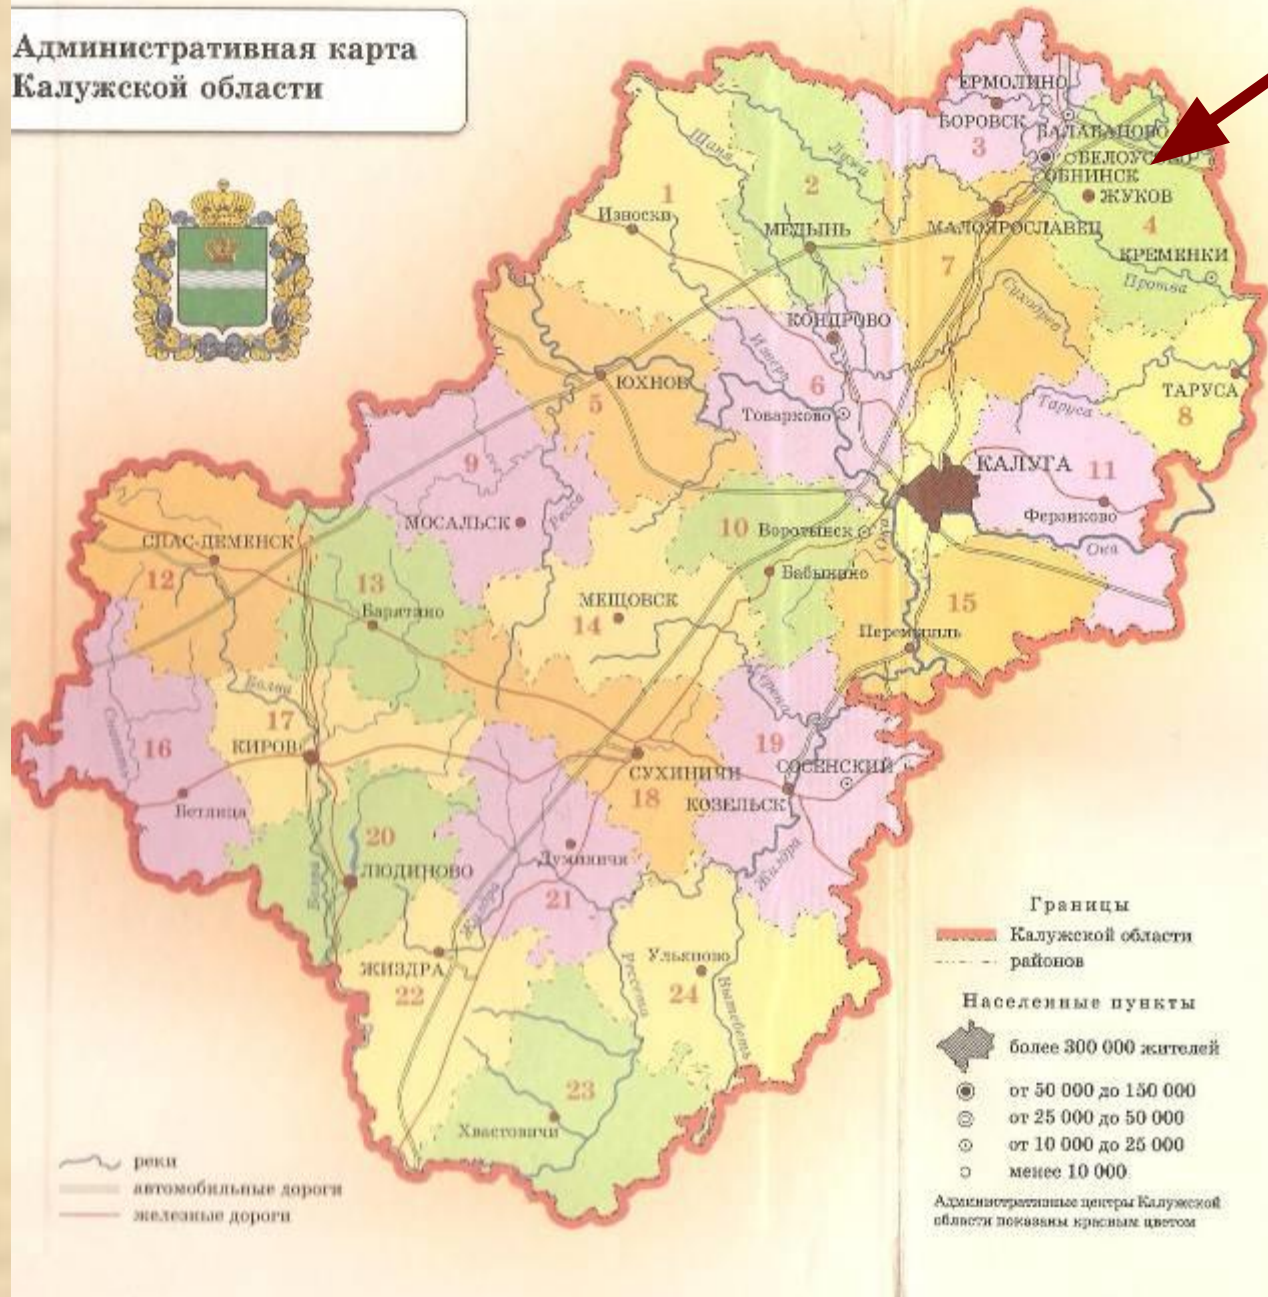 Административная карта
Калужской области
ЕРМОЛИНО
БОРОВСК
БАЛАБАНОВО
3
БЕЛОУСОВО
ОБНИНСК
ЖУКОВ
4
Шаня
Лужа
1
2
Износки
МЕДЫНЬ
МАЛОЯРОСЛАВЕЦ
7
КРЕМЕНКИ
Протва
Суходрев
КОНДРОВО
Изверь
ЮХНОВ
5
6
ТАРУСА
8
Товарково
Таруса
9
КАЛУГА
11
МОСАЛЬСК
Ресса
10
Воротынск
Ферзиково
Ока
СПАС-ДЕМЕНСК
12
13
Бабынино
МЕЩОВСК
14
15
Барятино
Перемышль
Болва
Серена
17
16
КИРОВ
19
СОСЕНСКИЙ
СУХИНИЧИ
18
КОЗЕЛЬСК
Бетлица
20
Думиничи
ЛЮДИНОВО
Жиздра
Болва
21
Жиздра
Ульяново
ЖИЗДРА
22
Рессета
24
Вытебеть
23
Хвастовичи
Границы
Калужской области
районов
Населенные пункты
более 300 000 жителей
от 50 000 до 150 000
от 25 000 до 50 000
от 10 000 до 25 000
менее 10 000
Административные центры Калужской
области показаны красным цветом
реки
автомобильные дороги
железные дороги